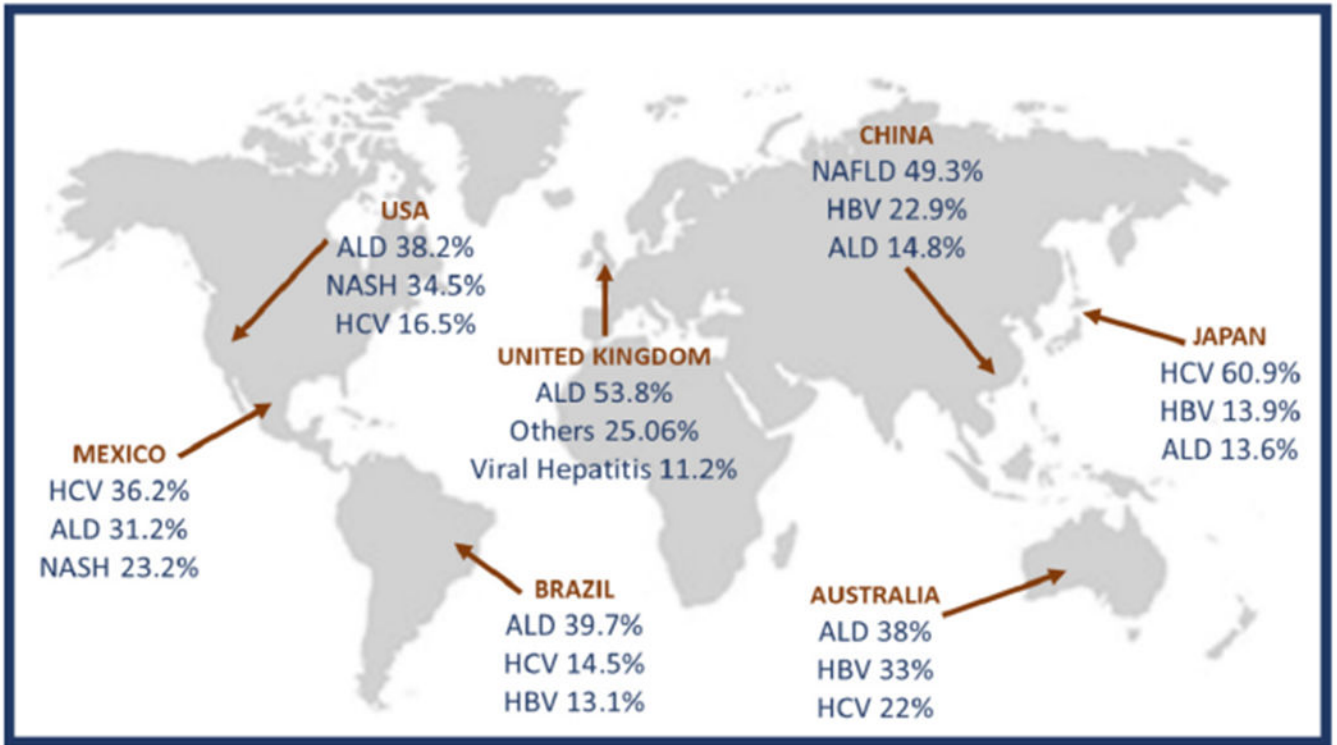 CHINA
NAFLD 49.3%
HBV 22.9%
ALD 14.8%
USA
ALD 38.2%
NASH 34.5%
HCV 16.5%
UNITED KINGDOM
ALD 53.8%
Others 25.06%
Viral Hepatitis 11.2%
JAPAN
HCV 60.9%
HBV 13.9%
ALD 13.6%
MEXICO
HCV 36.2%
ALD 31.2%
NASH 23.2%
BRAZIL
ALD 39.7%
HCV 14.5%
HBV 13.1%
AUSTRALIA
ALD 38%
HBV 33%
HCV 22%